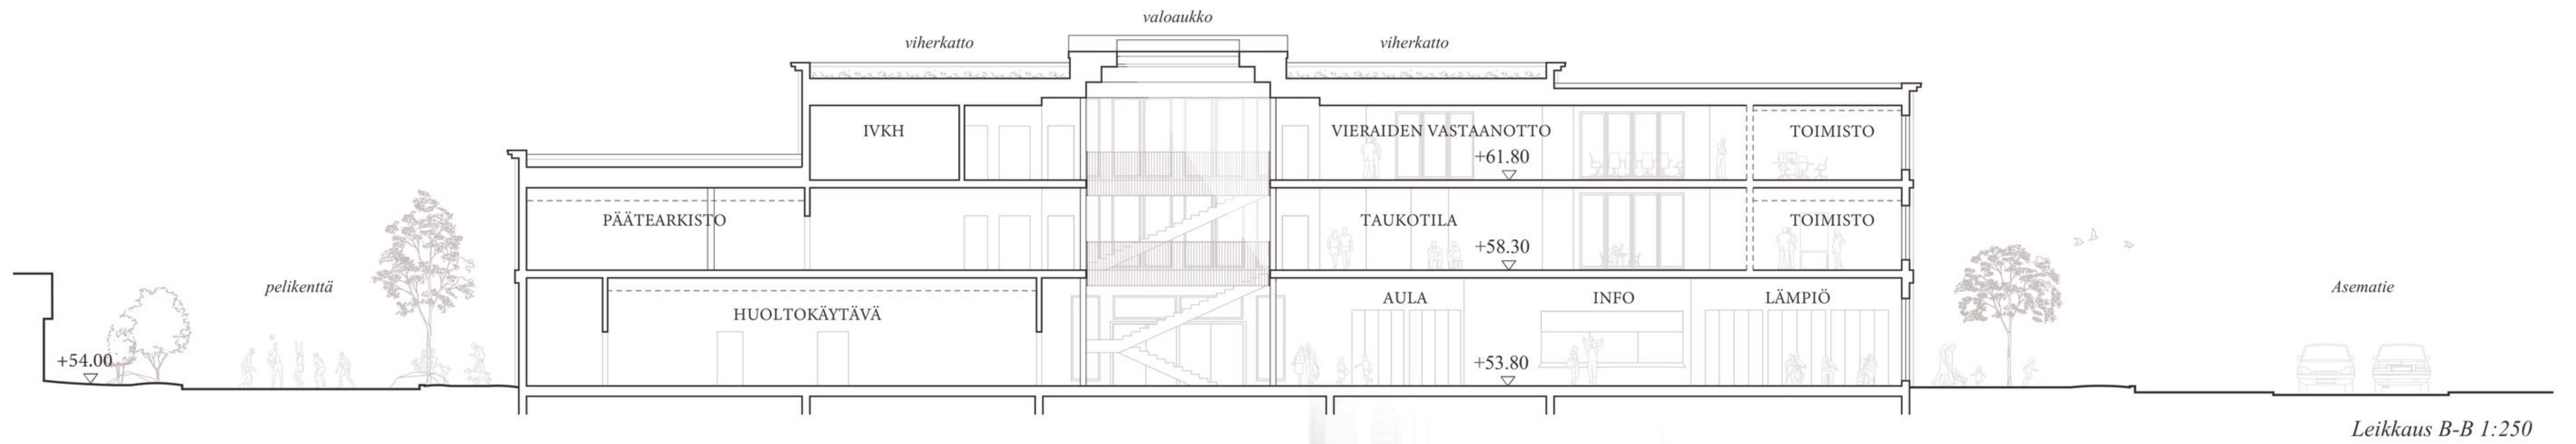 valoaukko
viherkatto
viherkatto
IVKH
VIERAIDEN VASTAANOTTO
TOIMISTO
+61.80
PÄÄTEARKISTO
TAUKOTILA
TOIMISTO
+58.30
pelikenttä
HUOLTOKÄYTÄVÄ
AULA
INFO
LÄMPIÖ
Asematie
+54.00
+53.80
Leikkaus B-B 1:250